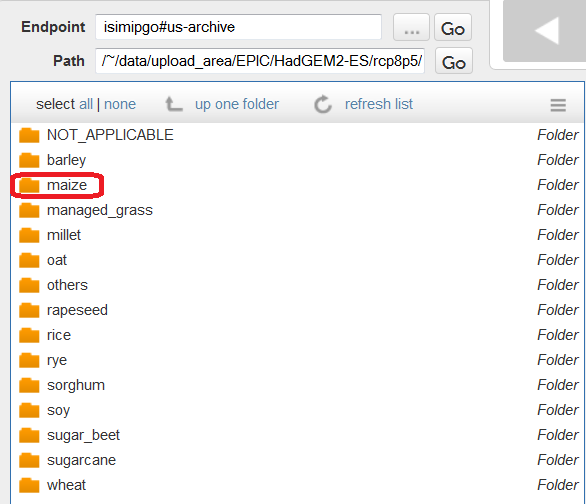 Endpoint isimipgo#us-archive ... Go
Path /~/data/upload_area/EPIC/HadGEM2-ES/rcp8p5/ Go
select all | none up one folder refresh list
NOT_APPLICABLE Folder
barley Folder
maize Folder
managed_grass Folder
millet Folder
oat Folder
others Folder
rapeseed Folder
rice Folder
rye Folder
sorghum Folder
soy Folder
sugar_beet Folder
sugarcane Folder
wheat Folder